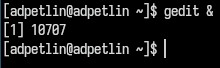 [adpetlin@adpetlin ~]$ gedit &
[1] 10707
[adpetlin@adpetlin ~]$